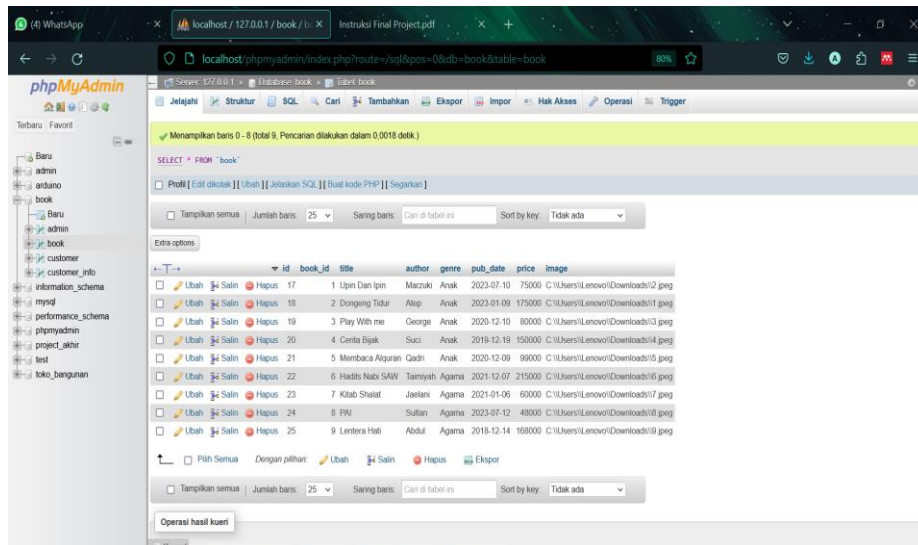 (4) WhatsApp
localhost / 127.0.0.1 / book / b
Instruksi Final Project.pdf
localhost/phpmyadmin/index.php?route=/sql&pos=0&db=book&table=book
80%
phpMyAdmin
Terbaru Favorit
Baru
admin
arduino
book
Baru
admin
book
customer
customer_info
information_schema
mysql
performance_schema
phpmyadmin
project_akhir
test
toko_bangunan
Server: 127.0.0.1 » Database: book » Tabel: book
Jelajahi Struktur SQL Cari Tambahkan Ekspor Impor Hak Akses Operasi Trigger
Menampilkan baris 0 - 8 (total 9, Pencarian dilakukan dalam 0,0018 detik.)
SELECT * FROM `book`
Profil [ Edit dikotak ] [ Ubah ] [ Jelaskan SQL ] [ Buat kode PHP ] [ Segarkan ]
Tampilkan semua | Jumlah baris: 25 Saring baris: Cari di tabel ini Sort by key: Tidak ada
Extra options
id book_id title author genre pub_date price image
Ubah Salin Hapus 17 1 Upin Dan Ipin Marzuki Anak 2023-07-10 75000 C:\\Users\\Lenovo\\Downloads\\2.jpeg
Ubah Salin Hapus 18 2 Dongeng Tidur Atep Anak 2023-01-09 175000 C:\\Users\\Lenovo\\Downloads\\1.jpeg
Ubah Salin Hapus 19 3 Play With me George Anak 2020-12-10 80000 C:\\Users\\Lenovo\\Downloads\\3.jpeg
Ubah Salin Hapus 20 4 Cerita Bijak Suci Anak 2019-12-19 150000 C:\\Users\\Lenovo\\Downloads\\4.jpeg
Ubah Salin Hapus 21 5 Membaca Alquran Qadri Anak 2020-12-09 99000 C:\\Users\\Lenovo\\Downloads\\5.jpeg
Ubah Salin Hapus 22 6 Hadits Nabi SAW Taimiyah Agama 2021-12-07 215000 C:\\Users\\Lenovo\\Downloads\\6.jpeg
Ubah Salin Hapus 23 7 Kitab Shalat Jaelani Agama 2021-01-06 60000 C:\\Users\\Lenovo\\Downloads\\7.jpeg
Ubah Salin Hapus 24 8 PAI Sultan Agama 2023-07-12 48000 C:\\Users\\Lenovo\\Downloads\\8.jpeg
Ubah Salin Hapus 25 9 Lentera Hati Abdul Agama 2018-12-14 168000 C:\\Users\\Lenovo\\Downloads\\9.jpeg
Pilih Semua Dengan pilihan: Ubah Salin Hapus Ekspor
Tampilkan semua | Jumlah baris: 25 Saring baris: Cari di tabel ini Sort by key: Tidak ada
Operasi hasil kueri